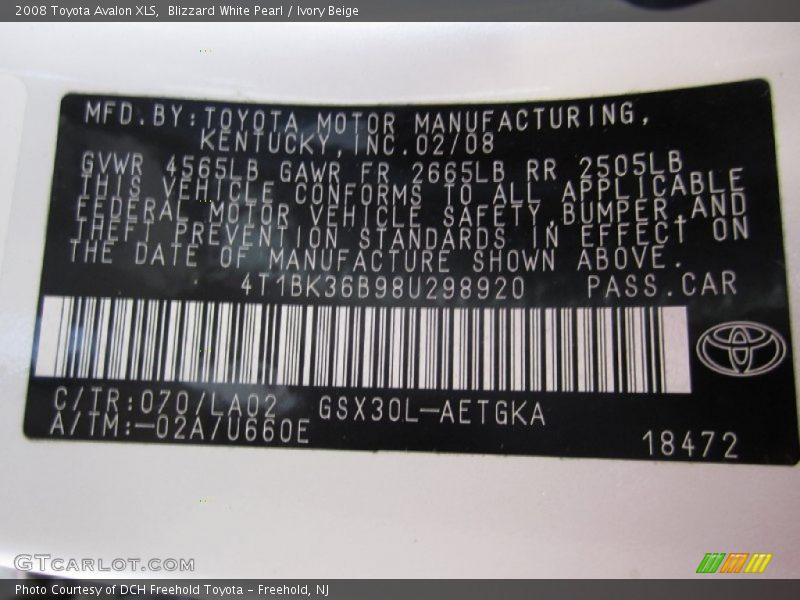 2008 Toyota Avalon XLS,  Blizzard White Pearl / Ivory Beige
MFD.BY:TOYOTA MOTOR MANUFACTURING,
KENTUCKY,INC.02/08
GVWR 4565LB GAWR FR 2665LB RR 2505LB
THIS VEHICLE CONFORMS TO ALL APPLICABLE
FEDERAL MOTOR VEHICLE SAFETY,BUMPER,AND
THEFT PREVENTION STANDARDS IN EFFECT ON
THE DATE OF MANUFACTURE SHOWN ABOVE.
4T1BK36B98U298920 PASS.CAR
C/TR:070/LA02 GSX30L-AETGKA
A/TM:-02A/U660E
18472
GTCARLOT.COM
Photo Courtesy of DCH Freehold Toyota - Freehold, NJ